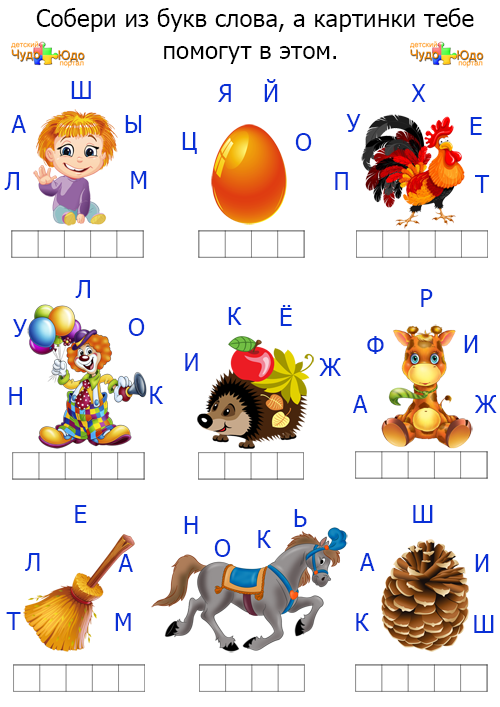 Собери из букв слова, а картинки тебе
помогут в этом.
детский
Чудо Юдо
портал
детский
Чудо Юдо
портал
Ш
А Ы
Л М
Я Й
Ц О
Х
У Е
П Т
Л
У О
Н К
К Ё
И Ж
Р
Ф И
А Ж
Е
Л А
Т М
Н О К Ь
Ш
А И
К Ш